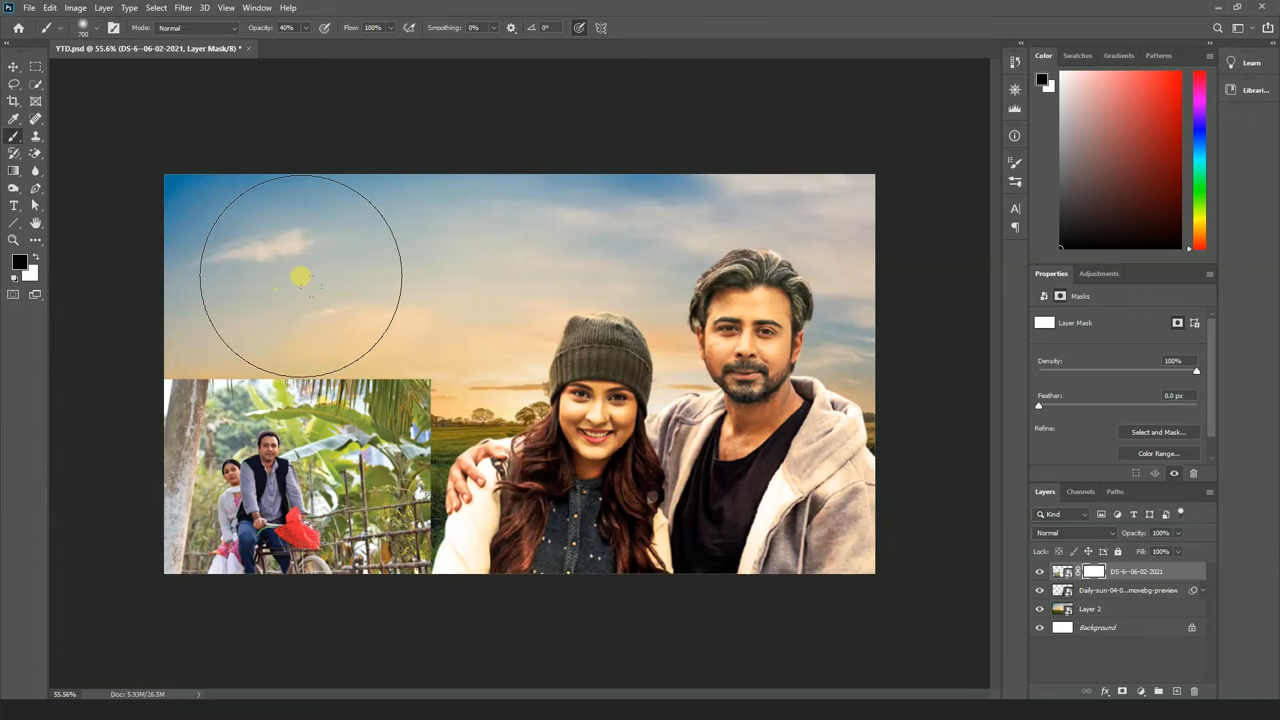 Ps File Edit Image Layer Type Select Filter 3D View Window Help
700 Mode: Normal Opacity: 40% Flow: 100% Smoothing: 0% 0°
YTD.psd @ 55.6% (DS-6--06-02-2021, Layer Mask/8) * ×
Color Swatches Gradients Patterns
Learn
Librari...
Properties Adjustments
Masks
Layer Mask
Density: 100%
Feather: 0.0 px
Refine: Select and Mask...
Color Range...
Layers Channels Paths
Kind
Normal Opacity: 100%
Lock: Fill: 100%
DS-6--06-02-2021
Daily-sun-04-0...movebg-preview
Layer 2
Background
55.56% Doc: 5.93M/26.5M